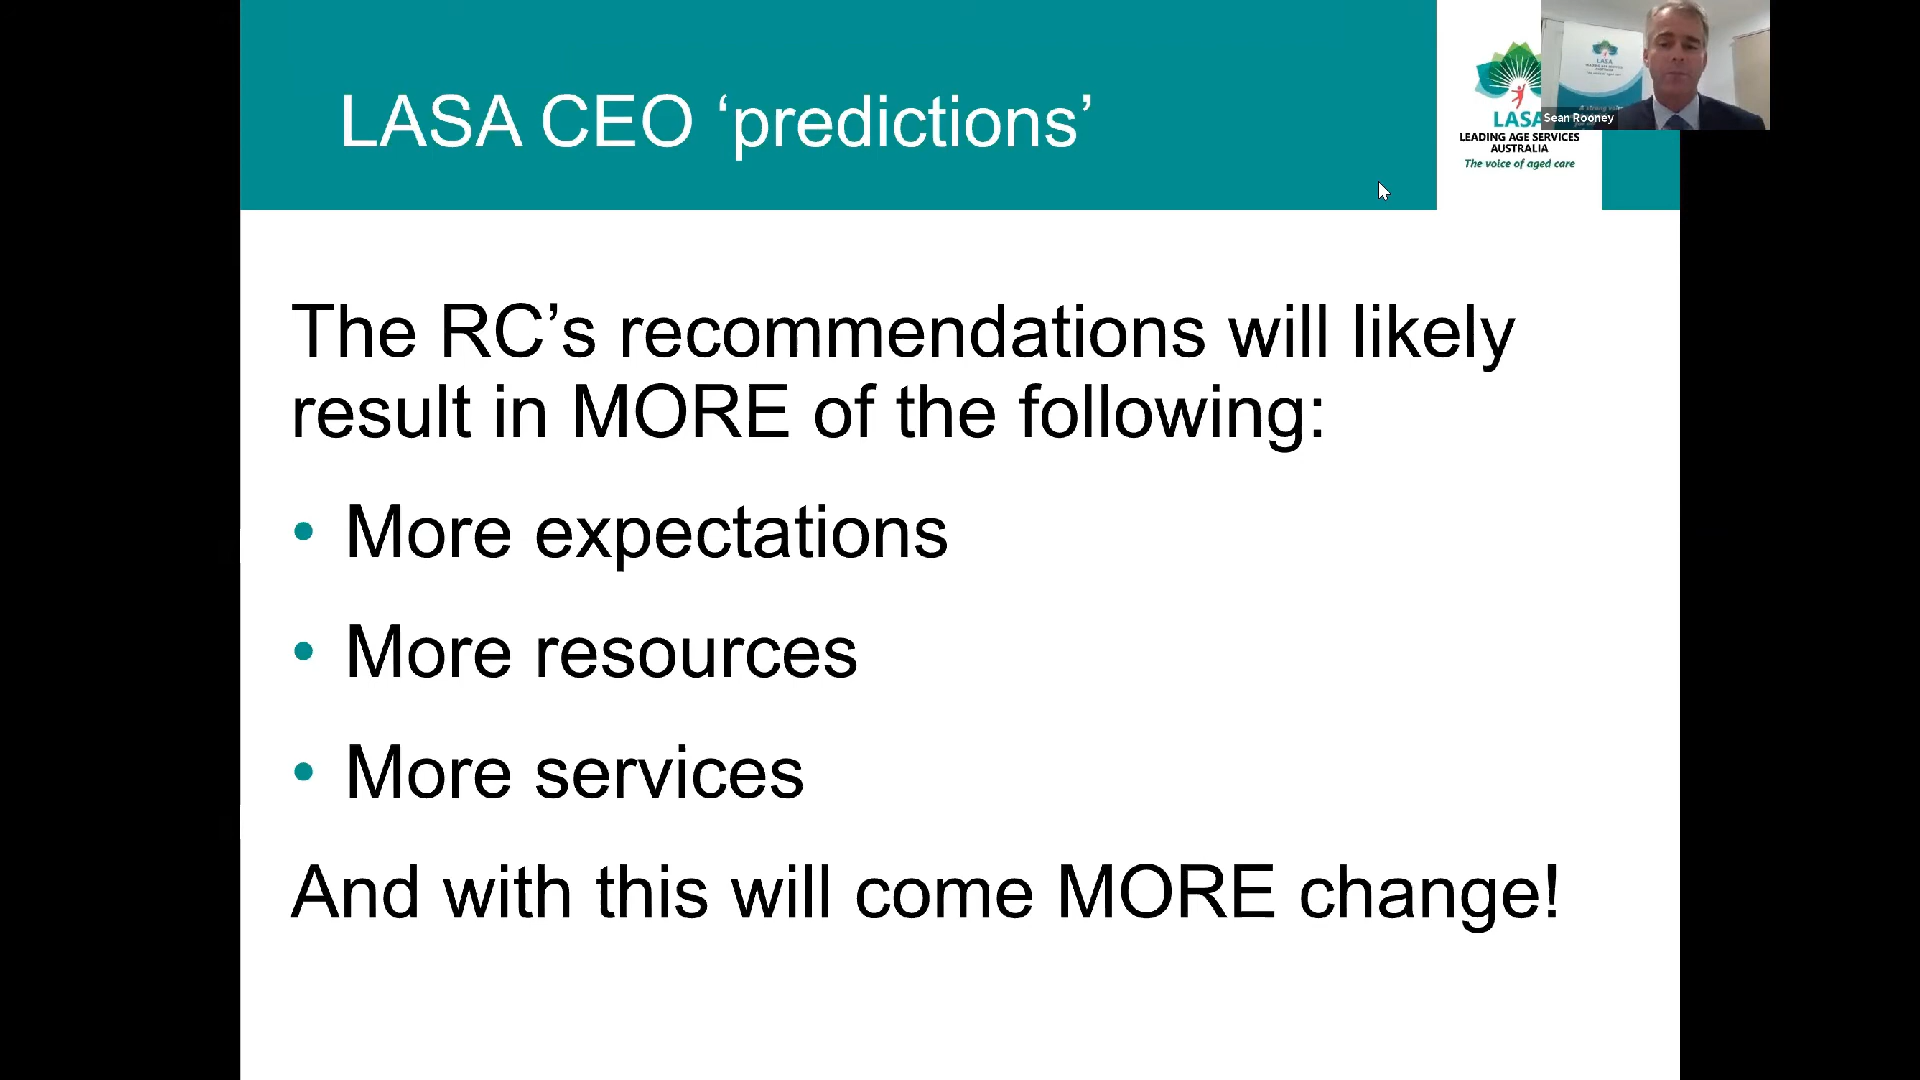 LASA CEO ‘predictions’
LASA
LEADING AGE SERVICES
AUSTRALIA
The voice of aged care
LASA
Sean Rooney
The RC’s recommendations will likely
result in MORE of the following:
• More expectations
• More resources
• More services
And with this will come MORE change!